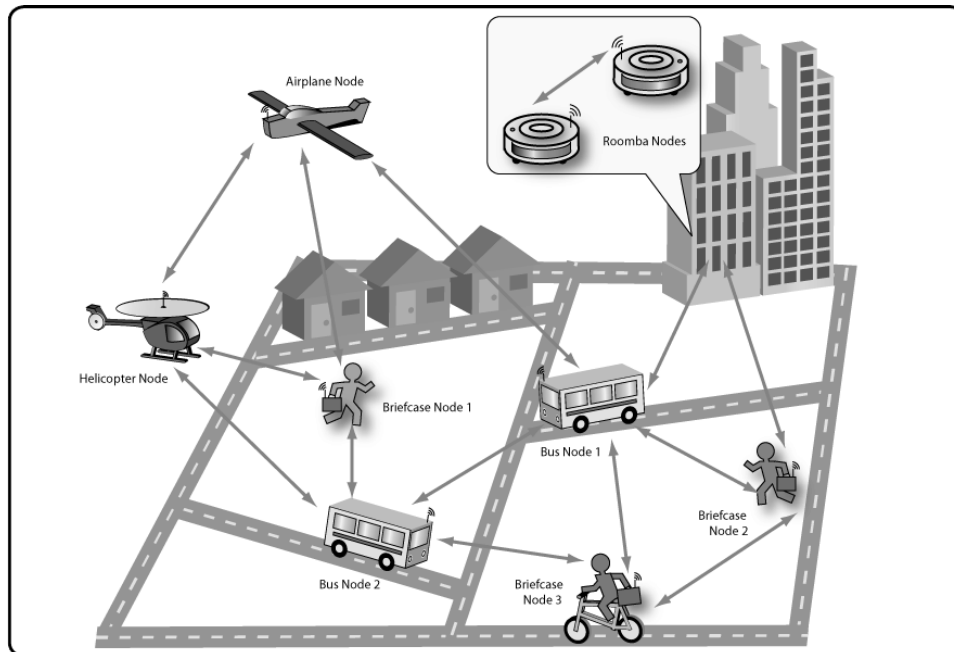 Airplane Node
Roomba Nodes
Helicopter Node
Briefcase Node 1
Bus Node 1
Briefcase
Node 2
Bus Node 2
Briefcase
Node 3